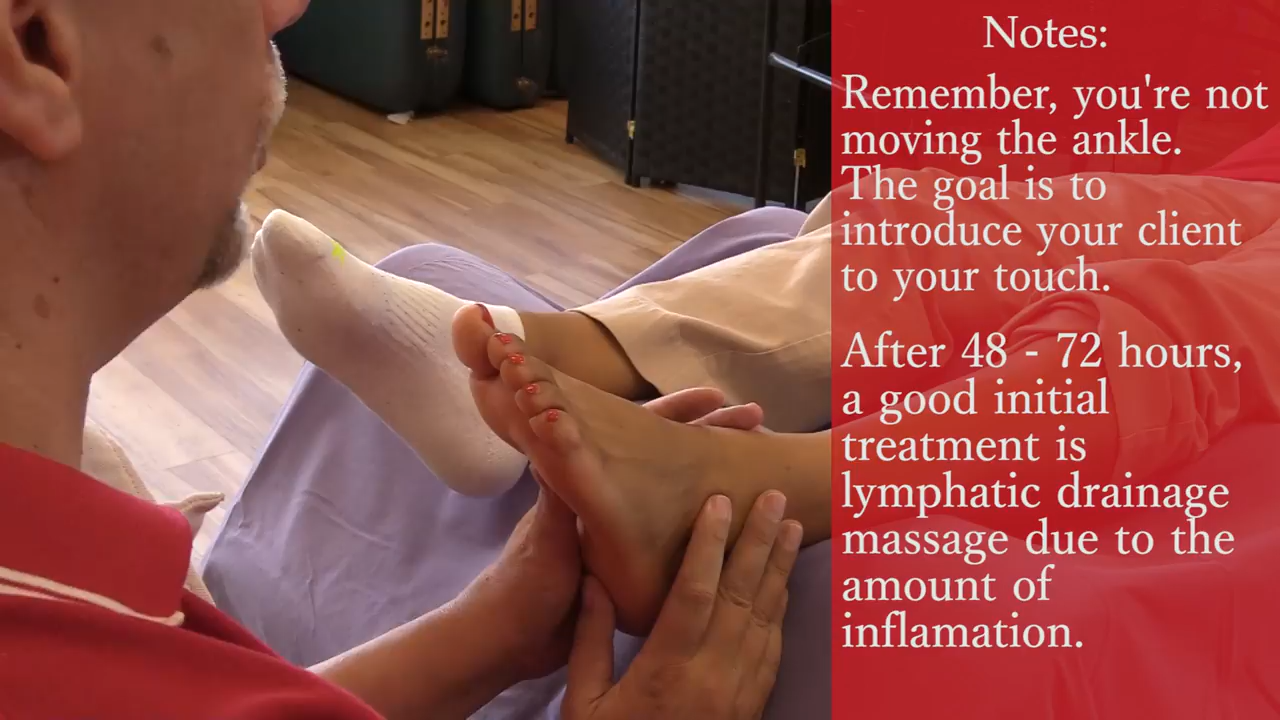 Notes:
Remember, you're not
moving the ankle.
The goal is to
introduce your client
to your touch.
After 48 - 72 hours,
a good initial
treatment is
lymphatic drainage
massage due to the
amount of
inflamation.